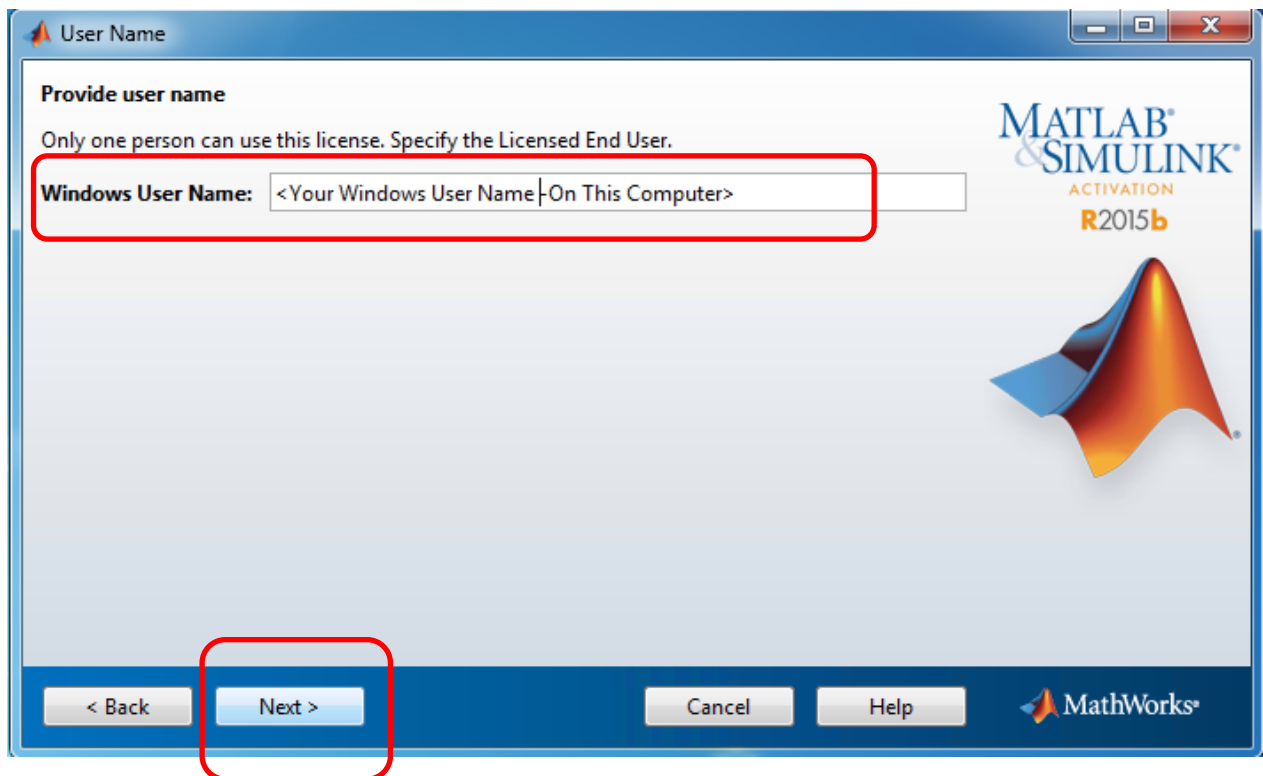 User Name
Provide user name
Only one person can use this license. Specify the Licensed End User.
Windows User Name: <Your Windows User Name -On This Computer>
MATLAB®
&SIMULINK®
ACTIVATION
R2015b
®
< Back Next > Cancel Help MathWorks®